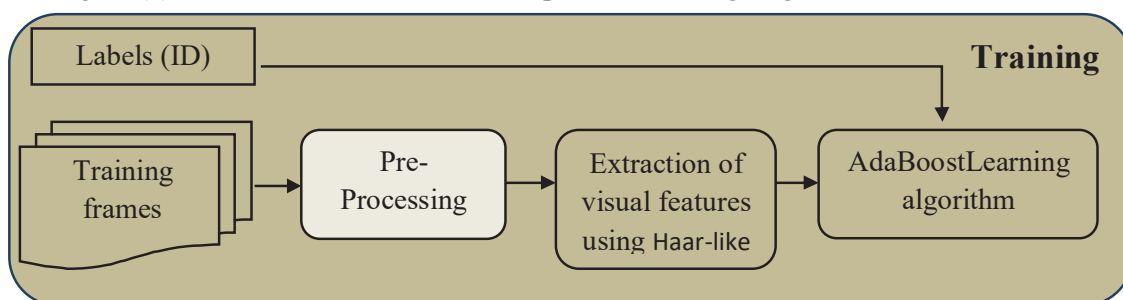 Labels (ID)
Training
Training
frames
Pre-
Processing
Extraction of
visual features
using Haar-like
AdaBoostLearning
algorithm